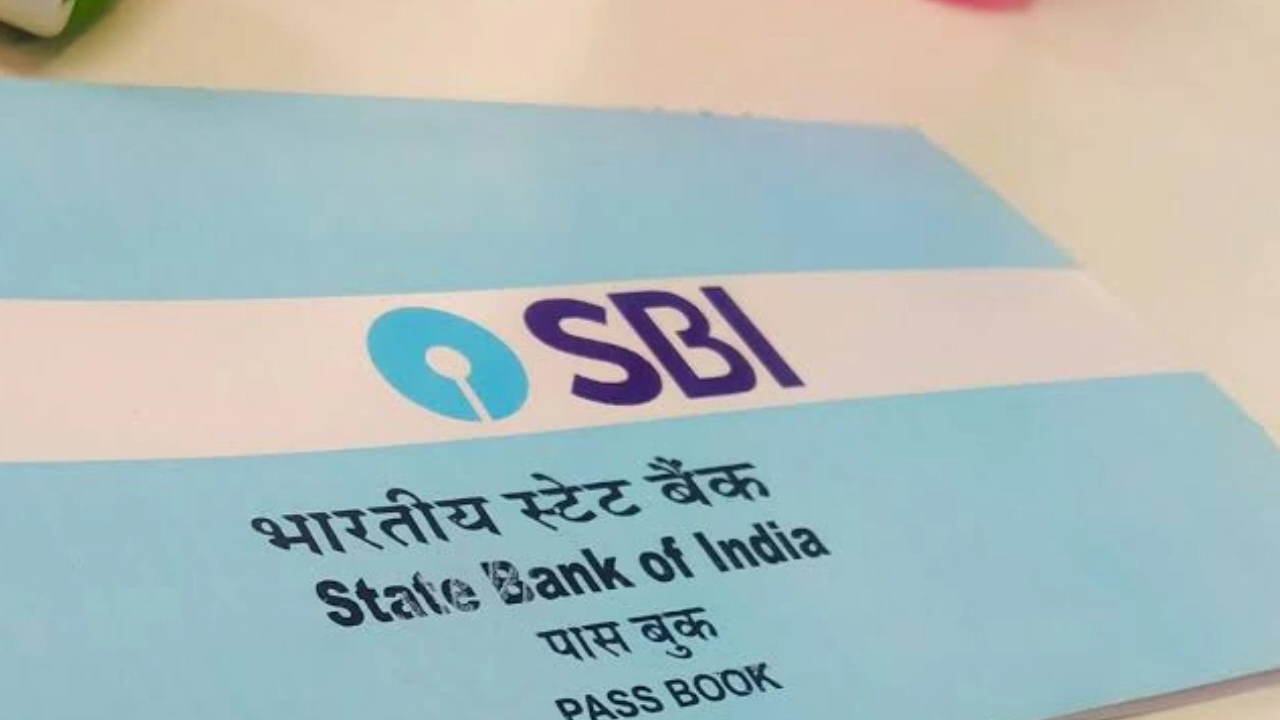 SBI
भारतीय स्टेट बैंक
State Bank of India
पास बुक
PASS BOOK